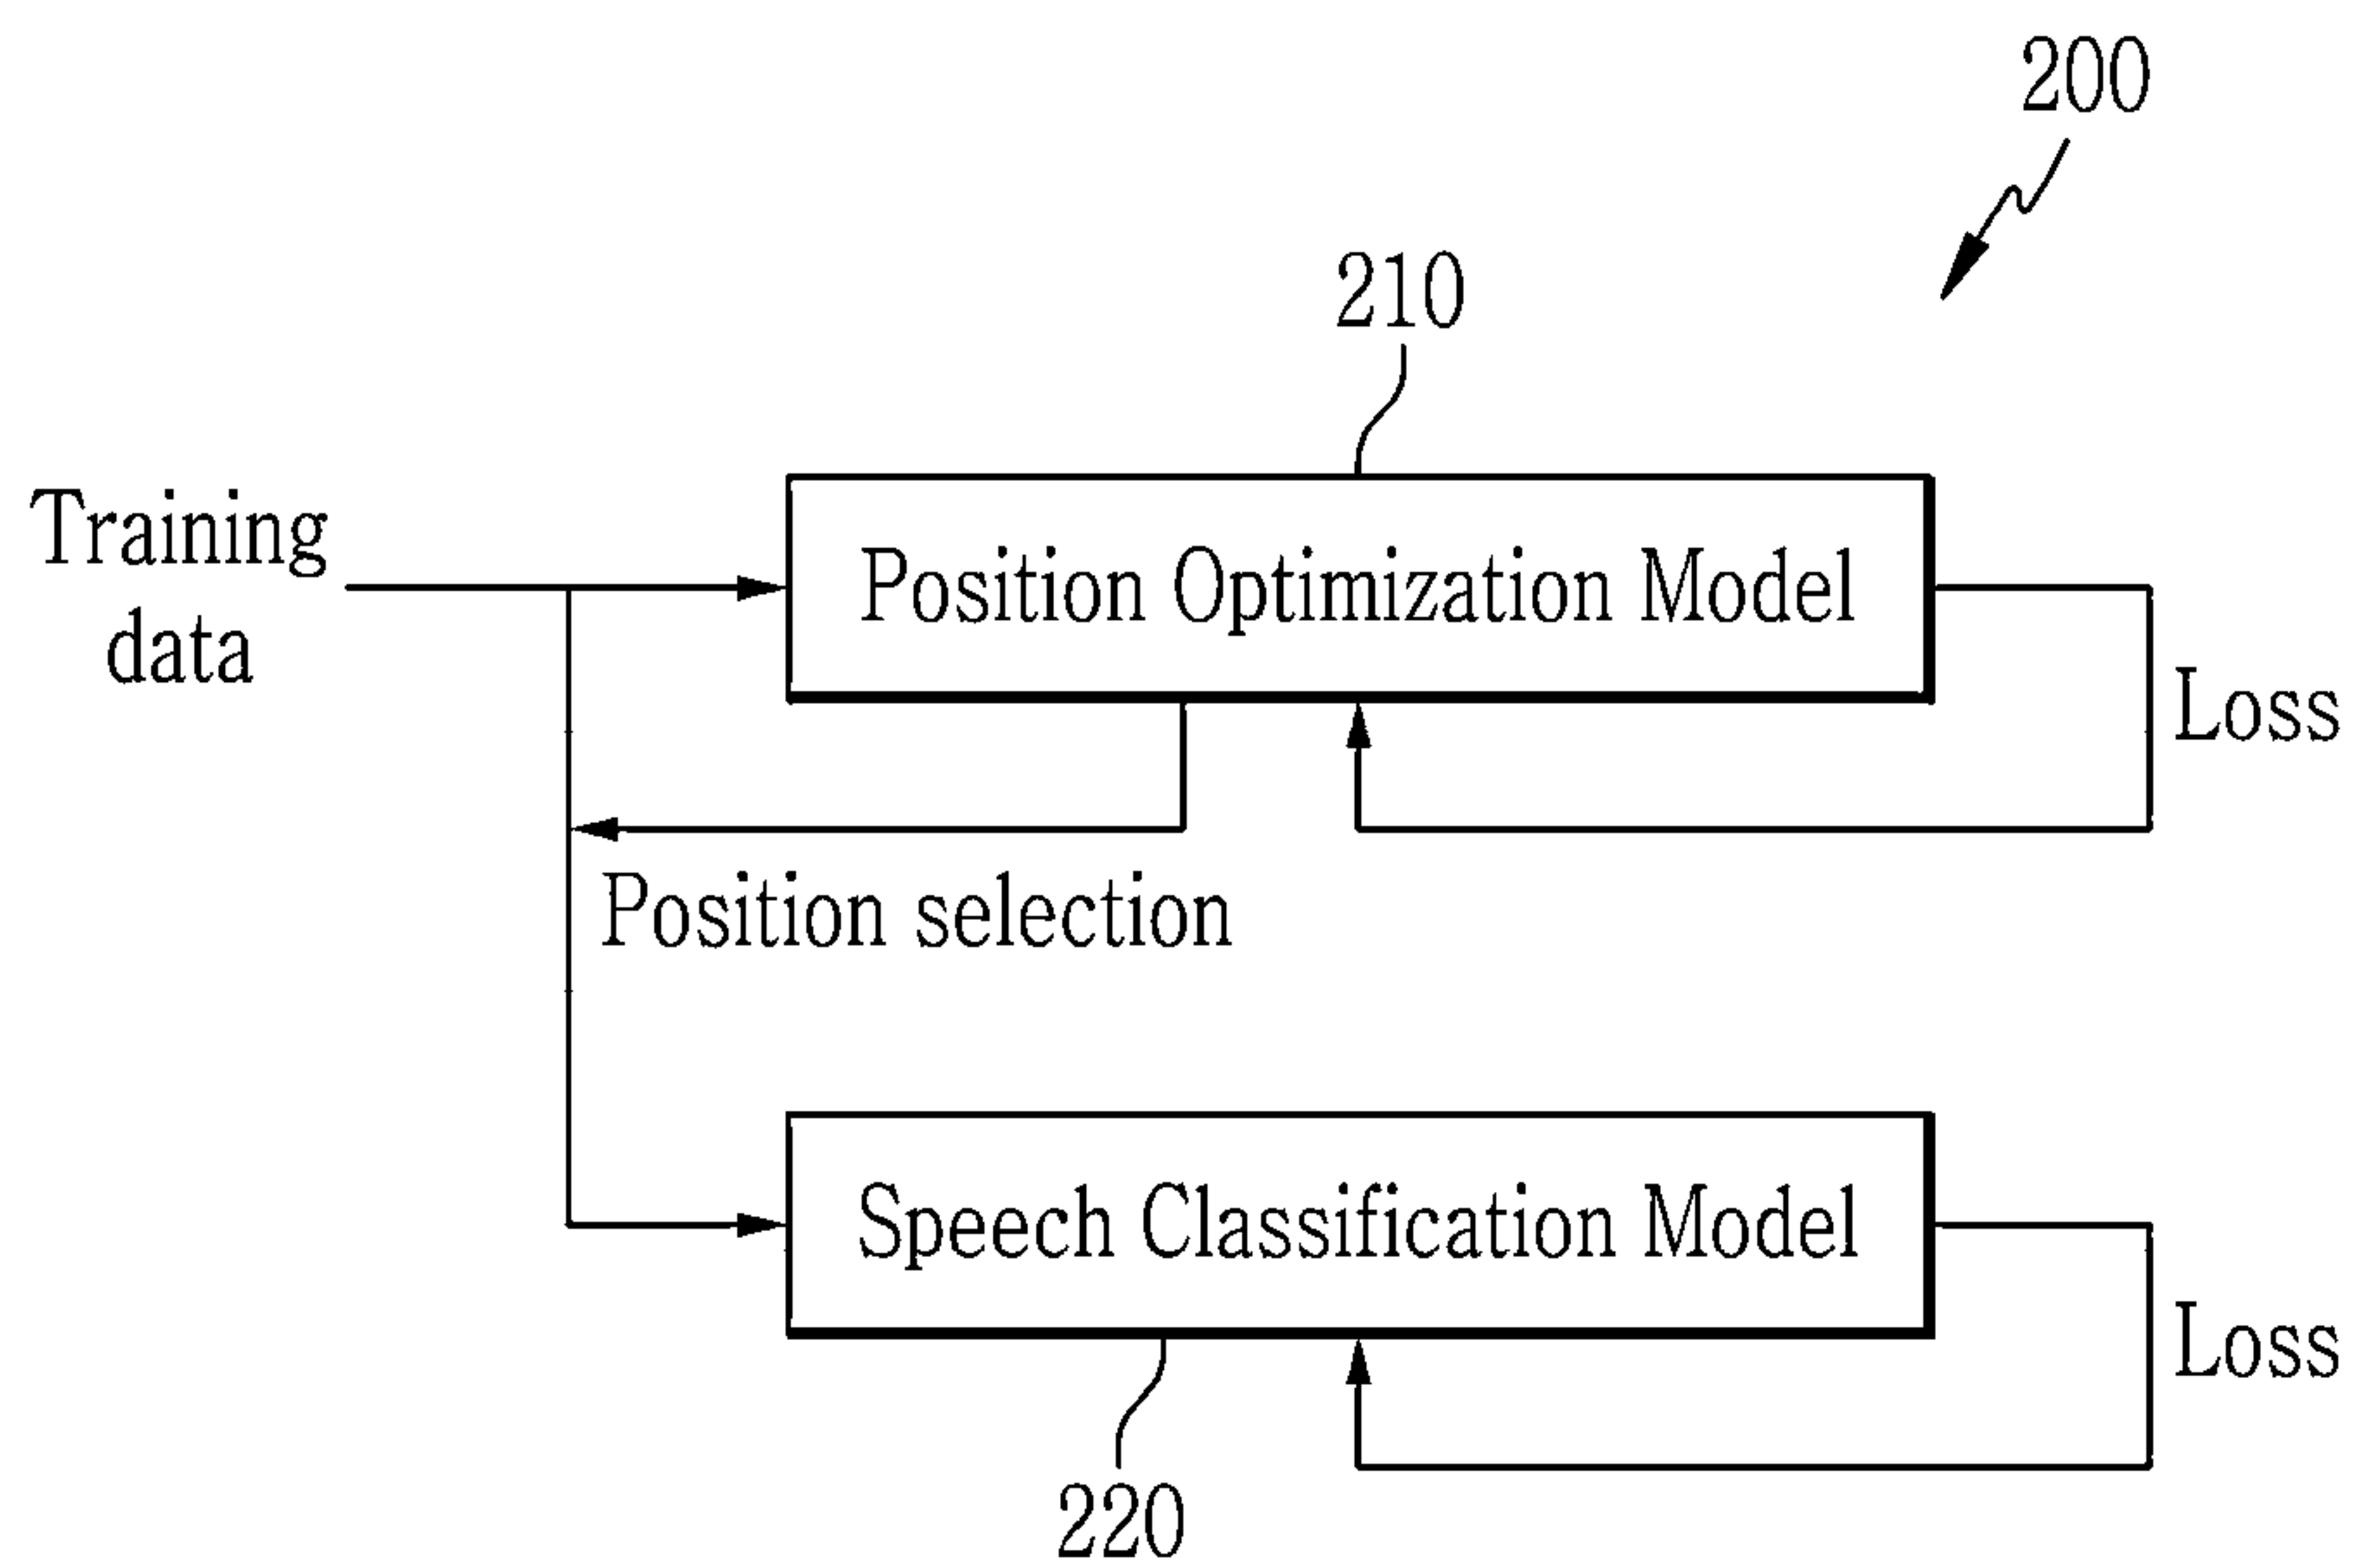 200
210
Training
data
Position Optimization Model
Loss
Position selection
Speech Classification Model
Loss
220